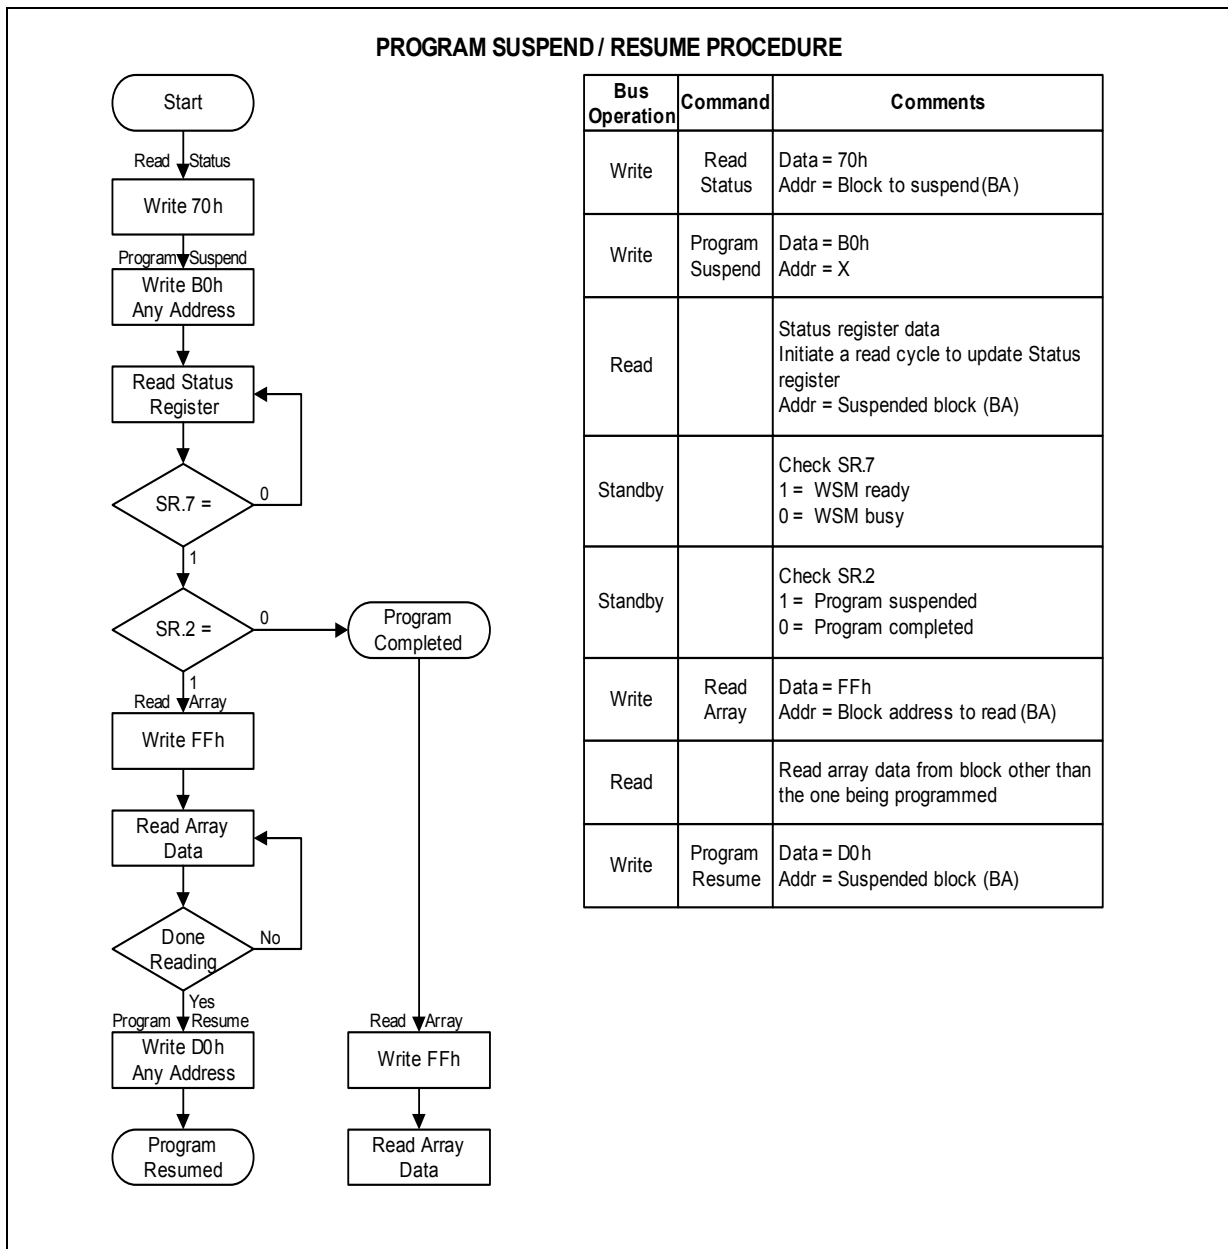 PROGRAM SUSPEND / RESUME PROCEDURE
Start
Read Status
Write 70h
Program Suspend
Write B0h
Any Address
Read Status
Register
SR.7 =
0
1
SR.2 =
0
Program
Completed
1
Read Array
Write FFh
Read Array
Data
Done
Reading
No
Yes
Program Resume
Write D0h
Any Address
Program
Resumed
Read Array
Write FFh
Read Array
Data
Bus
Operation
Command
Comments
Write
Read
Status
Data = 70h
Addr = Block to suspend (BA)
Write
Program
Suspend
Data = B0h
Addr = X
Read
Status register data
Initiate a read cycle to update Status
register
Addr = Suspended block (BA)
Standby
Check SR.7
1 = WSM ready
0 = WSM busy
Standby
Check SR.2
1 = Program suspended
0 = Program completed
Write
Read
Array
Data = FFh
Addr = Block address to read (BA)
Read
Read array data from block other than
the one being programmed
Write
Program
Resume
Data = D0h
Addr = Suspended block (BA)